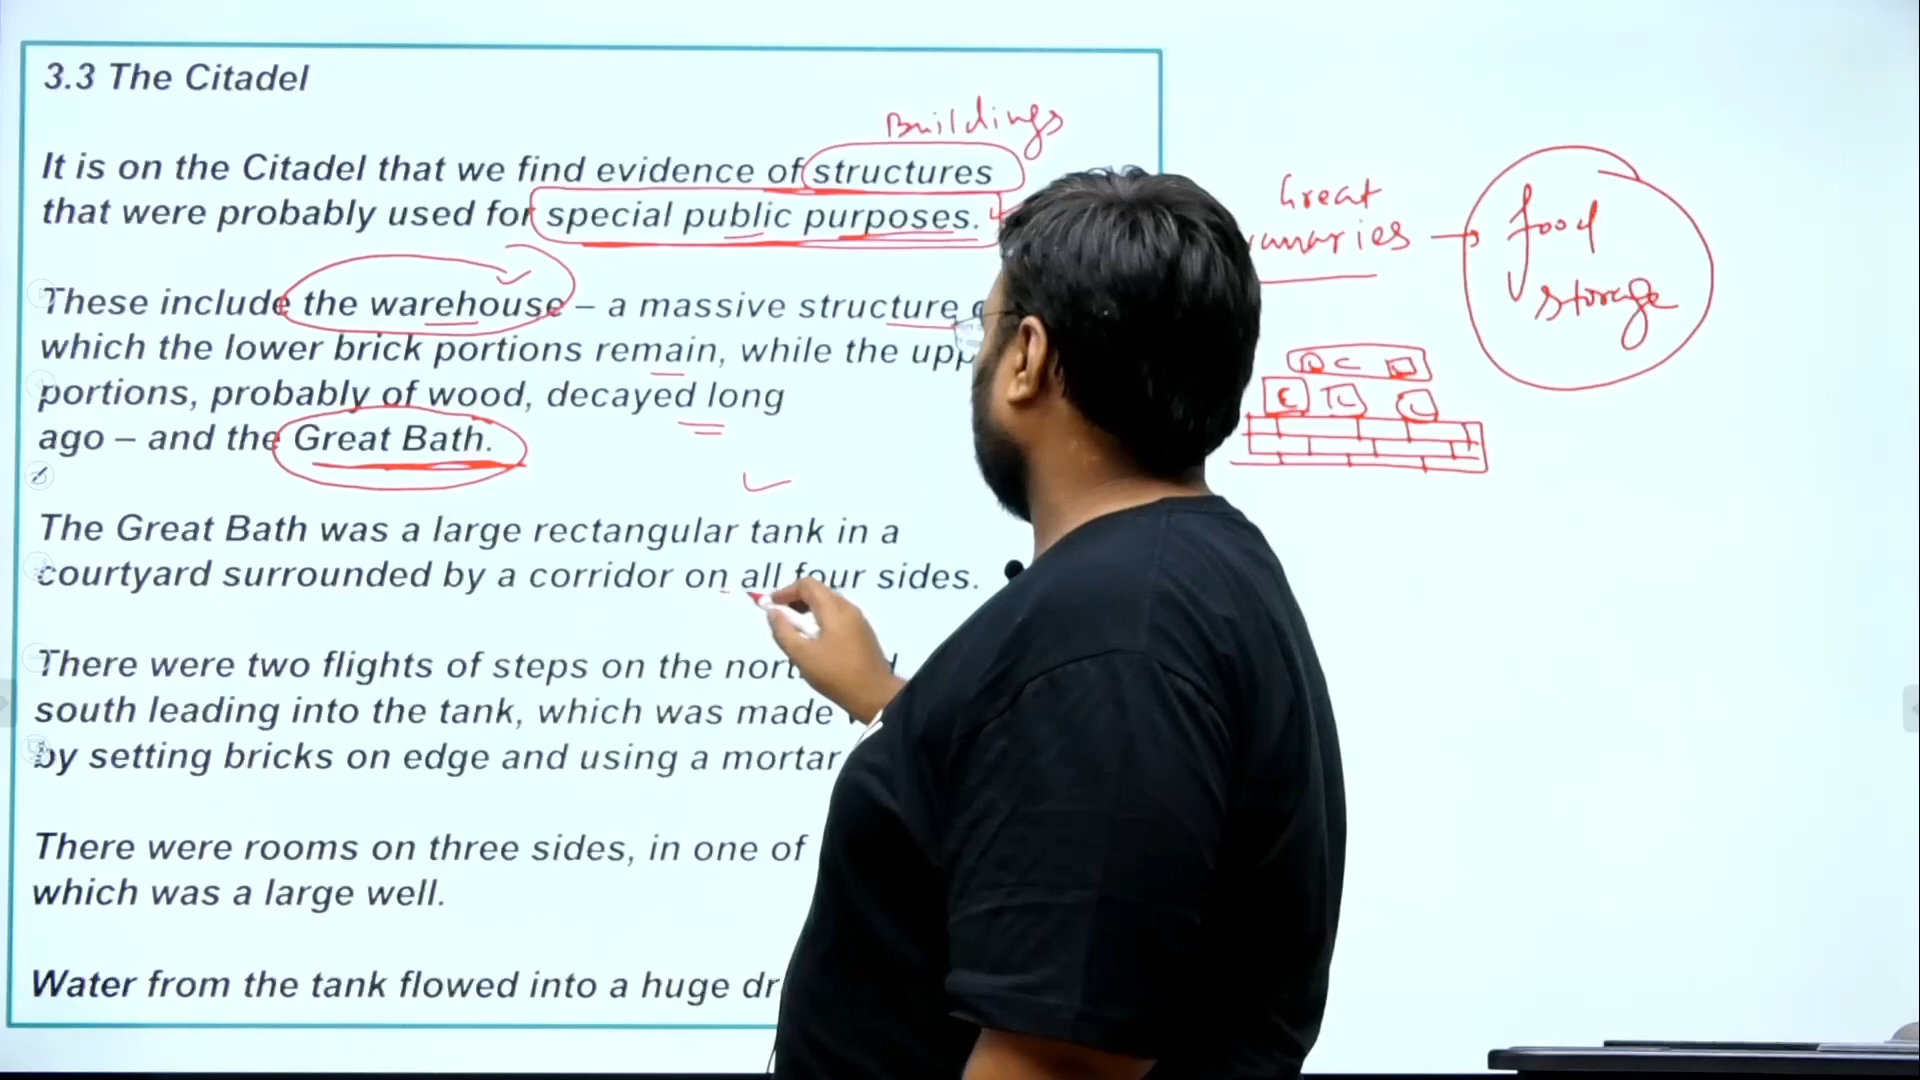 3.3 The Citadel
Buildings
It is on the Citadel that we find evidence of structures
that were probably used for special public purposes.
Great
food
storage
These include the warehouse – a massive structure
which the lower brick portions remain, while the
portions, probably of wood, decayed long
ago – and the Great Bath.
The Great Bath was a large rectangular tank in a
courtyard surrounded by a corridor on all four sides.
There were two flights of steps on the
south leading into the tank, which was made
by setting bricks on edge and using a mortar
There were rooms on three sides, in one of
which was a large well.
Water from the tank flowed into a huge